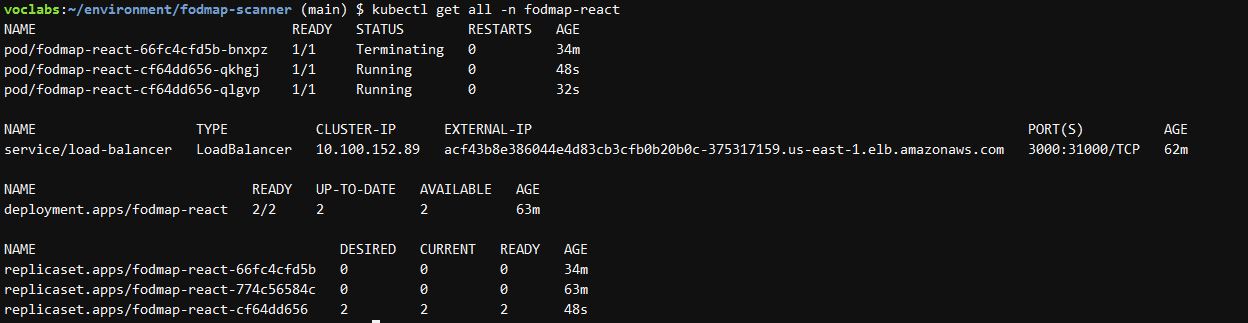 voclabs:~/environment/fodmap-scanner (main) $ kubectl get all -n fodmap-react
NAME READY STATUS RESTARTS AGE
pod/fodmap-react-66fc4cfd5b-bnxpz 1/1 Terminating 0 34m
pod/fodmap-react-cf64dd656-qkhgj 1/1 Running 0 48s
pod/fodmap-react-cf64dd656-qlgvp 1/1 Running 0 32s
NAME TYPE CLUSTER-IP EXTERNAL-IP PORT(S) AGE
service/load-balancer LoadBalancer 10.100.152.89 acf43b8e386044e4d83cb3cfb0b20b0c-375317159.us-east-1.elb.amazonaws.com 3000:31000/TCP 62m
NAME READY UP-TO-DATE AVAILABLE AGE
deployment.apps/fodmap-react 2/2 2 2 63m
NAME DESIRED CURRENT READY AGE
replicaset.apps/fodmap-react-66fc4cfd5b 0 0 0 34m
replicaset.apps/fodmap-react-774c56584c 0 0 0 63m
replicaset.apps/fodmap-react-cf64dd656 2 2 2 48s